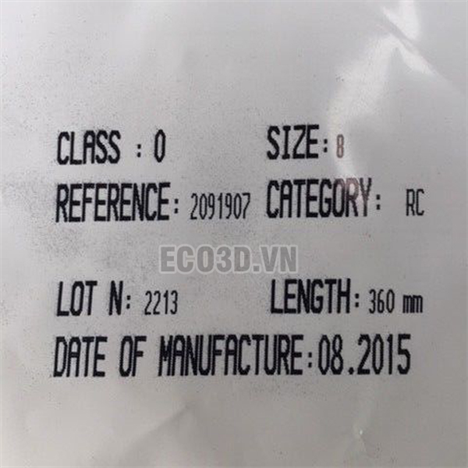 CLASS : 0 SIZE: 8
REFERENCE: 2091907 CATEGORY: RC
ECO3D.VN
LOT N: 2213 LENGTH: 360 mm
DATE OF MANUFACTURE:08.2015